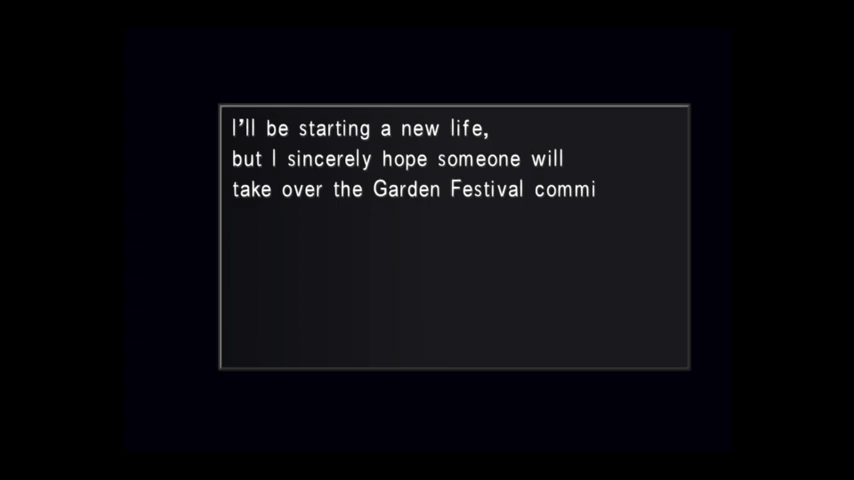 I'll be starting a new life,
but I sincerely hope someone will
take over the Garden Festival commi